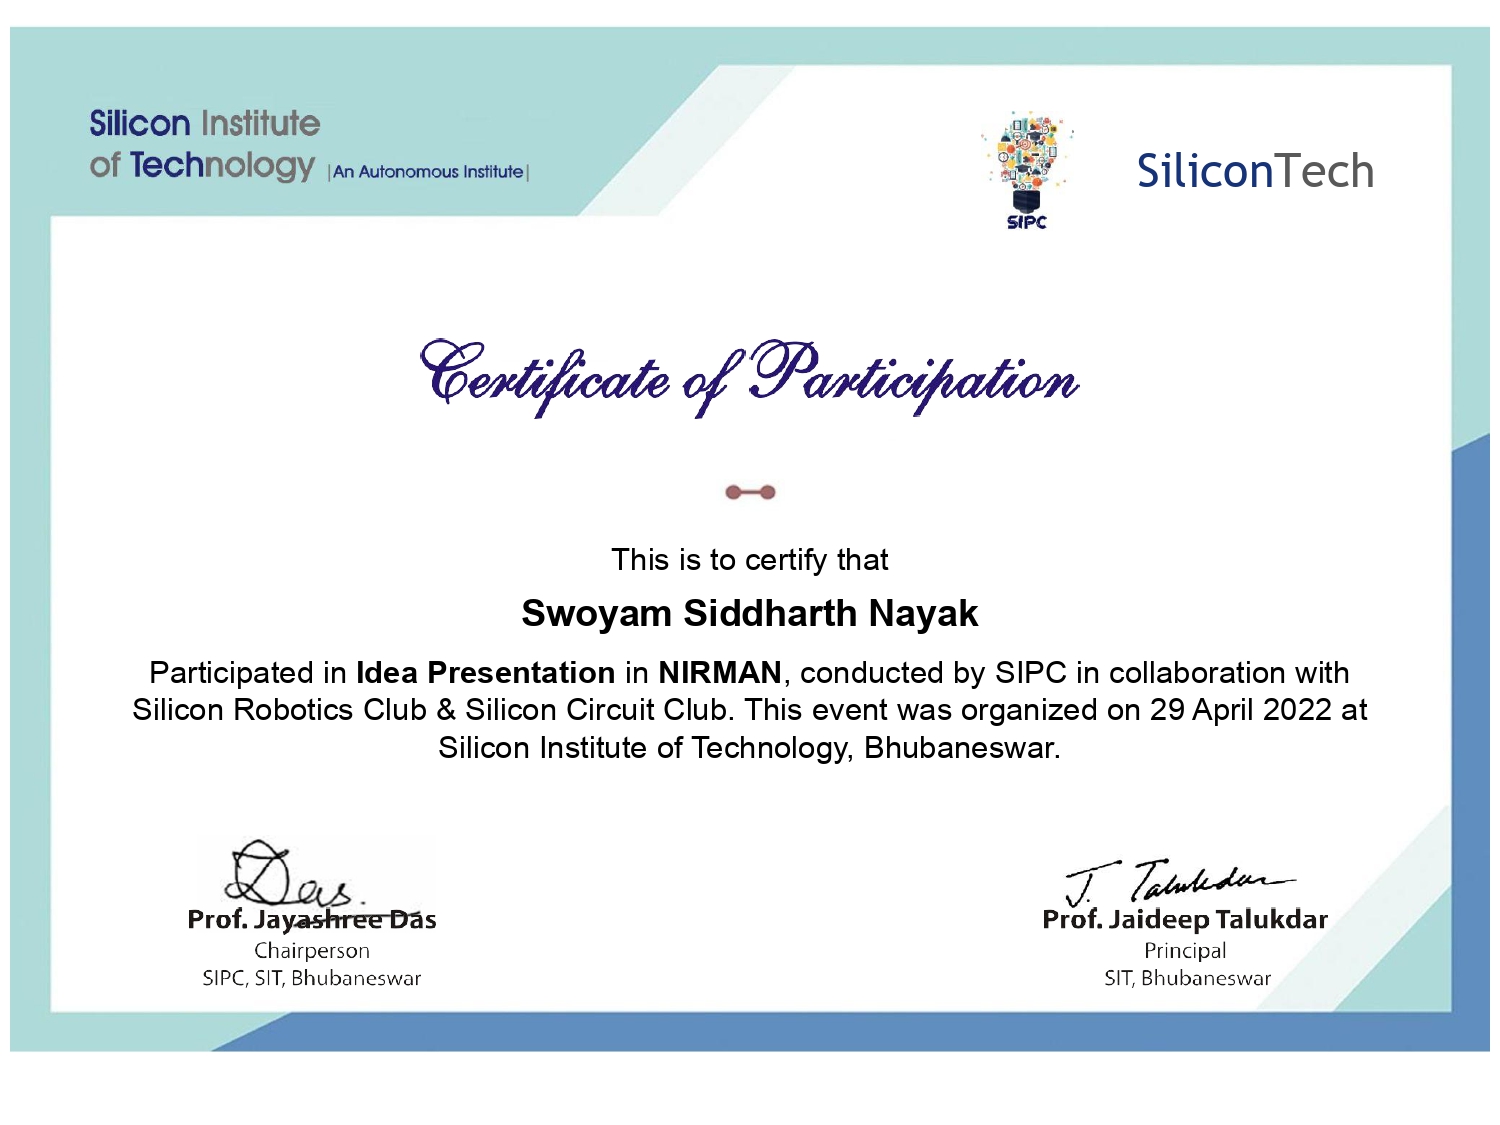 Silicon Institute
of Technology |An Autonomous Institute|
SIPC
SiliconTech
Certificate of Participation
This is to certify that
Swoyam Siddharth Nayak
Participated in Idea Presentation in NIRMAN, conducted by SIPC in collaboration with
Silicon Robotics Club & Silicon Circuit Club. This event was organized on 29 April 2022 at
Silicon Institute of Technology, Bhubaneswar.
Das.
Prof. Jayashree Das
Chairperson
SIPC, SIT, Bhubaneswar
J. Talukdar
Prof. Jaideep Talukdar
Principal
SIT, Bhubaneswar